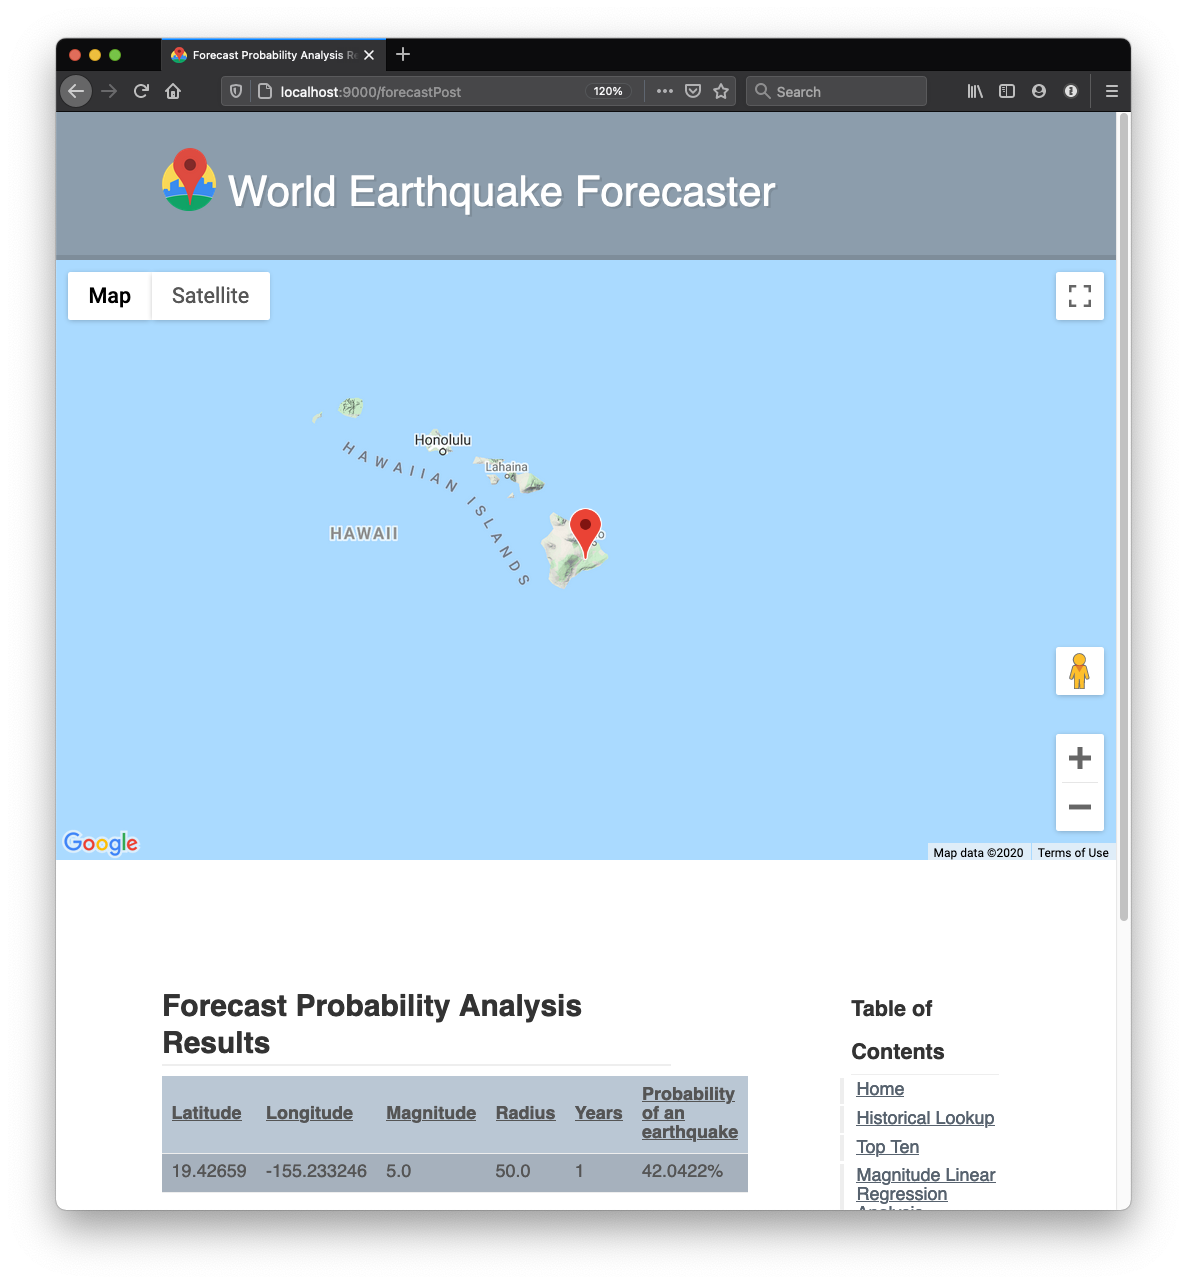 Forecast Probability Analysis
localhost:9000/forecastPost
120%
Search
World Earthquake Forecaster
Map
Satellite
Honolulu
Lahaina
HAWAIIAN ISLANDS
HAWAII
Google
Map data ©2020
Terms of Use
Forecast Probability Analysis
Results
Latitude Longitude Magnitude Radius Years Probability
of an
earthquake
19.42659 -155.233246 5.0 50.0 1 42.0422%
Table of
Contents
Home
Historical Lookup
Top Ten
Magnitude Linear
Regression